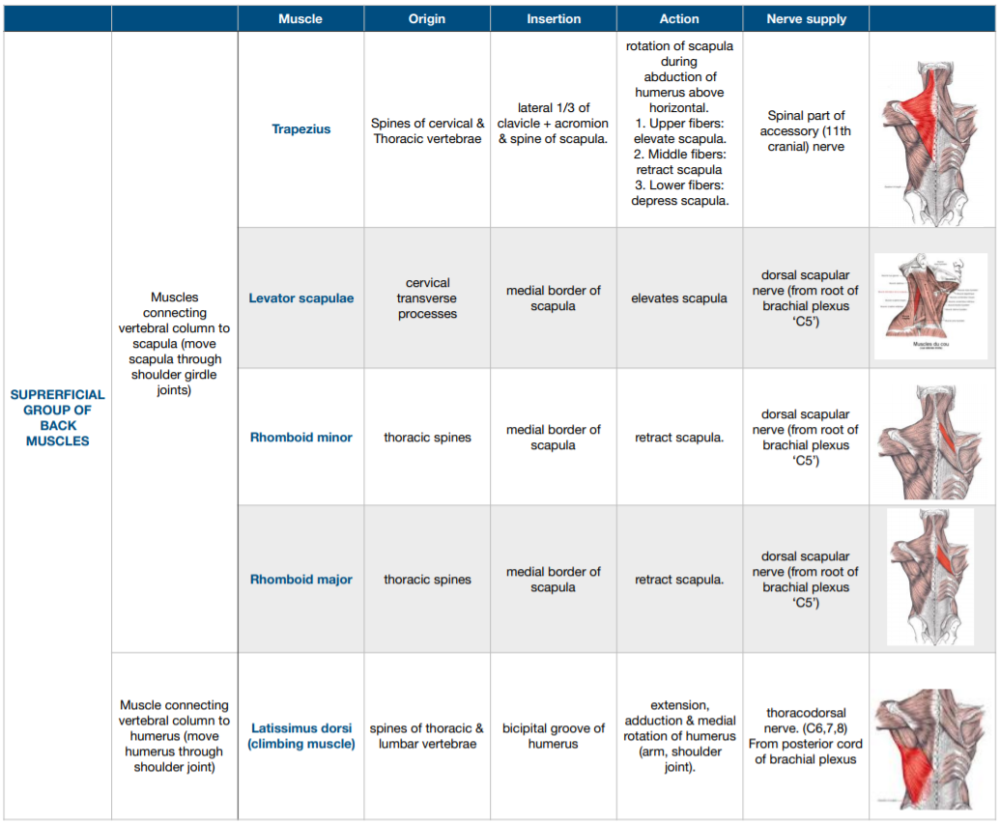 Muscle
Origin
Insertion
Action
Nerve supply
SUPRERFICIAL
GROUP OF
BACK
MUSCLES
Muscles
connecting
vertebral column to
scapula (move
scapula through
shoulder girdle
joints)
Trapezius
Spines of cervical &
Thoracic vertebrae
lateral 1/3 of
clavicle + acromion
& spine of scapula.
rotation of scapula
during
abduction of
humerus above
horizontal.
1. Upper fibers:
elevate scapula.
2. Middle fibers:
retract scapula
3. Lower fibers:
depress scapula.
Spinal part of
accessory (11th
cranial) nerve
Levator scapulae
cervical
transverse
processes
medial border of
scapula
elevates scapula
dorsal scapular
nerve (from root of
brachial plexus
‘C5’)
Muscles du cou
Rhomboid minor
thoracic spines
medial border of
scapula
retract scapula.
dorsal scapular
nerve (from root of
brachial plexus
‘C5’)
Rhomboid major
thoracic spines
medial border of
scapula
retract scapula.
dorsal scapular
nerve (from root of
brachial plexus
‘C5’)
Muscle connecting
vertebral column to
humerus (move
humerus through
shoulder joint)
Latissimus dorsi
(climbing muscle)
spines of thoracic &
lumbar vertebrae
bicipital groove of
humerus
extension,
adduction & medial
rotation of humerus
(arm, shoulder
joint).
thoracodorsal
nerve. (C6,7,8)
From posterior cord
of brachial plexus